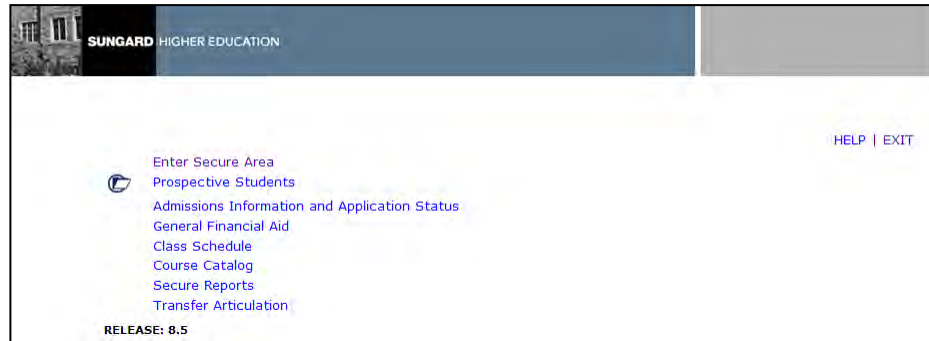 SUNGARD HIGHER EDUCATION
HELP | EXIT
Enter Secure Area
Prospective Students
Admissions Information and Application Status
General Financial Aid
Class Schedule
Course Catalog
Secure Reports
Transfer Articulation
RELEASE: 8.5